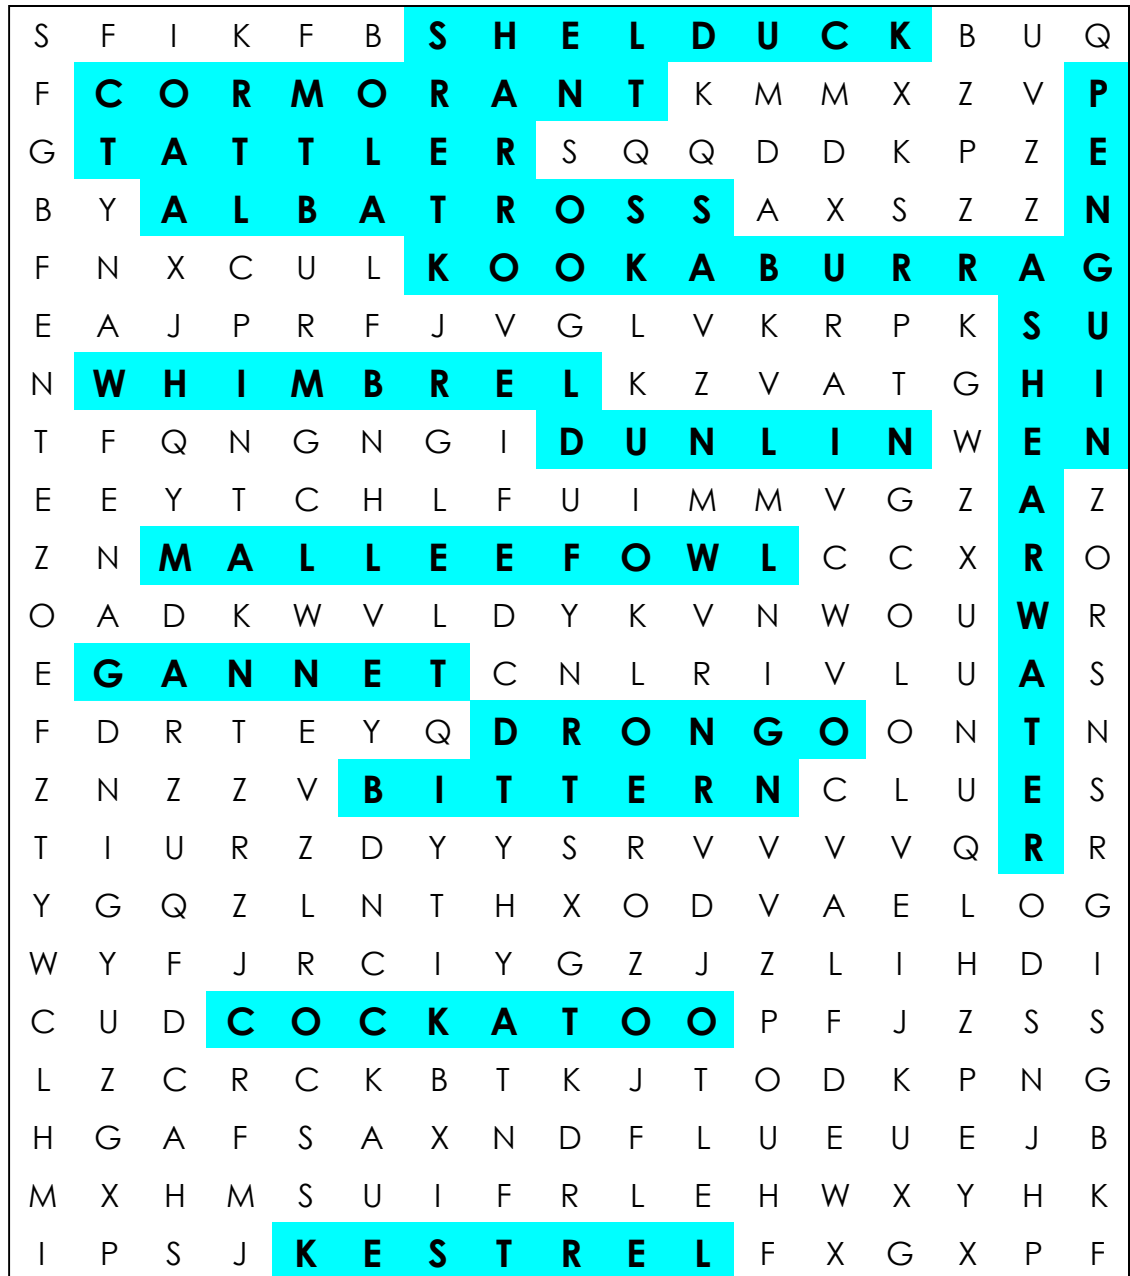 S F I K F B S H E L D U C K B U Q
F C O R M O R A N T K M M X Z V P
G T A T T L E R S Q Q D D K P Z E
B Y A L B A T R O S S A X S Z Z N
F N X C U L K O O K A B U R R A G
E A J P R F J V G L V K R P K S U
N W H I M B R E L K Z V A T G H I
T F Q N G N G I D U N L I N W E N
E E Y T C H L F U I M M V G Z A Z
Z N M A L L E E F O W L C C X R O
O A D K W V L D Y K V N W O U W R
E G A N N E T C N L R I V L U A S
F D R T E Y Q D R O N G O O N T N
Z N Z Z V B I T T E R N C L U E S
T I U R Z D Y Y S R V V V V Q R R
Y G Q Z L N T H X O D V A E L O G
W Y F J R C I Y G Z J Z L I H D I
C U D C O C K A T O O P F J Z S S
L Z C R C K B T K J T O D K P N G
H G A F S A X N D F L U E U E J B
M X H M S U I F R L E H W X Y H K
I P S J K E S T R E L F X G X P F